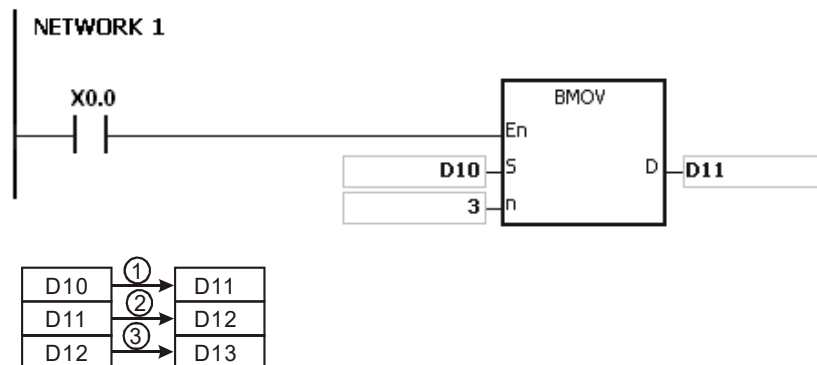 NETWORK 1
X0.0
BMOV
En
D10 S D D11
3 n
D10 ① D11
D11 ② D12
D12 ③ D13